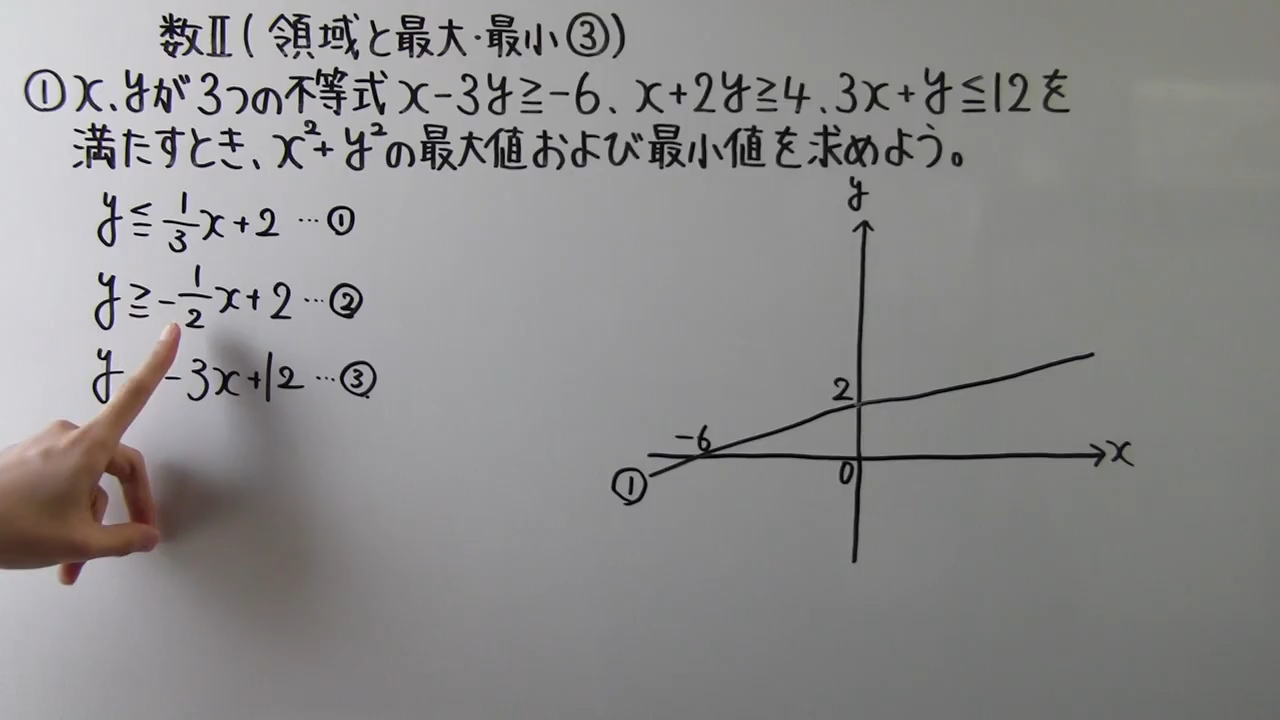 数Ⅱ(領域と最大・最小③)
①x、yが3つの不等式x-3y≧-6、x+2y≧4、3x+y≦12を
満たすとき、x²+y²の最大値および最小値を求めよう。
y≦1/3x+2 …①
y≧-1/2x+2 …②
y -3x+12 …③
y
2
-6
0
x
①